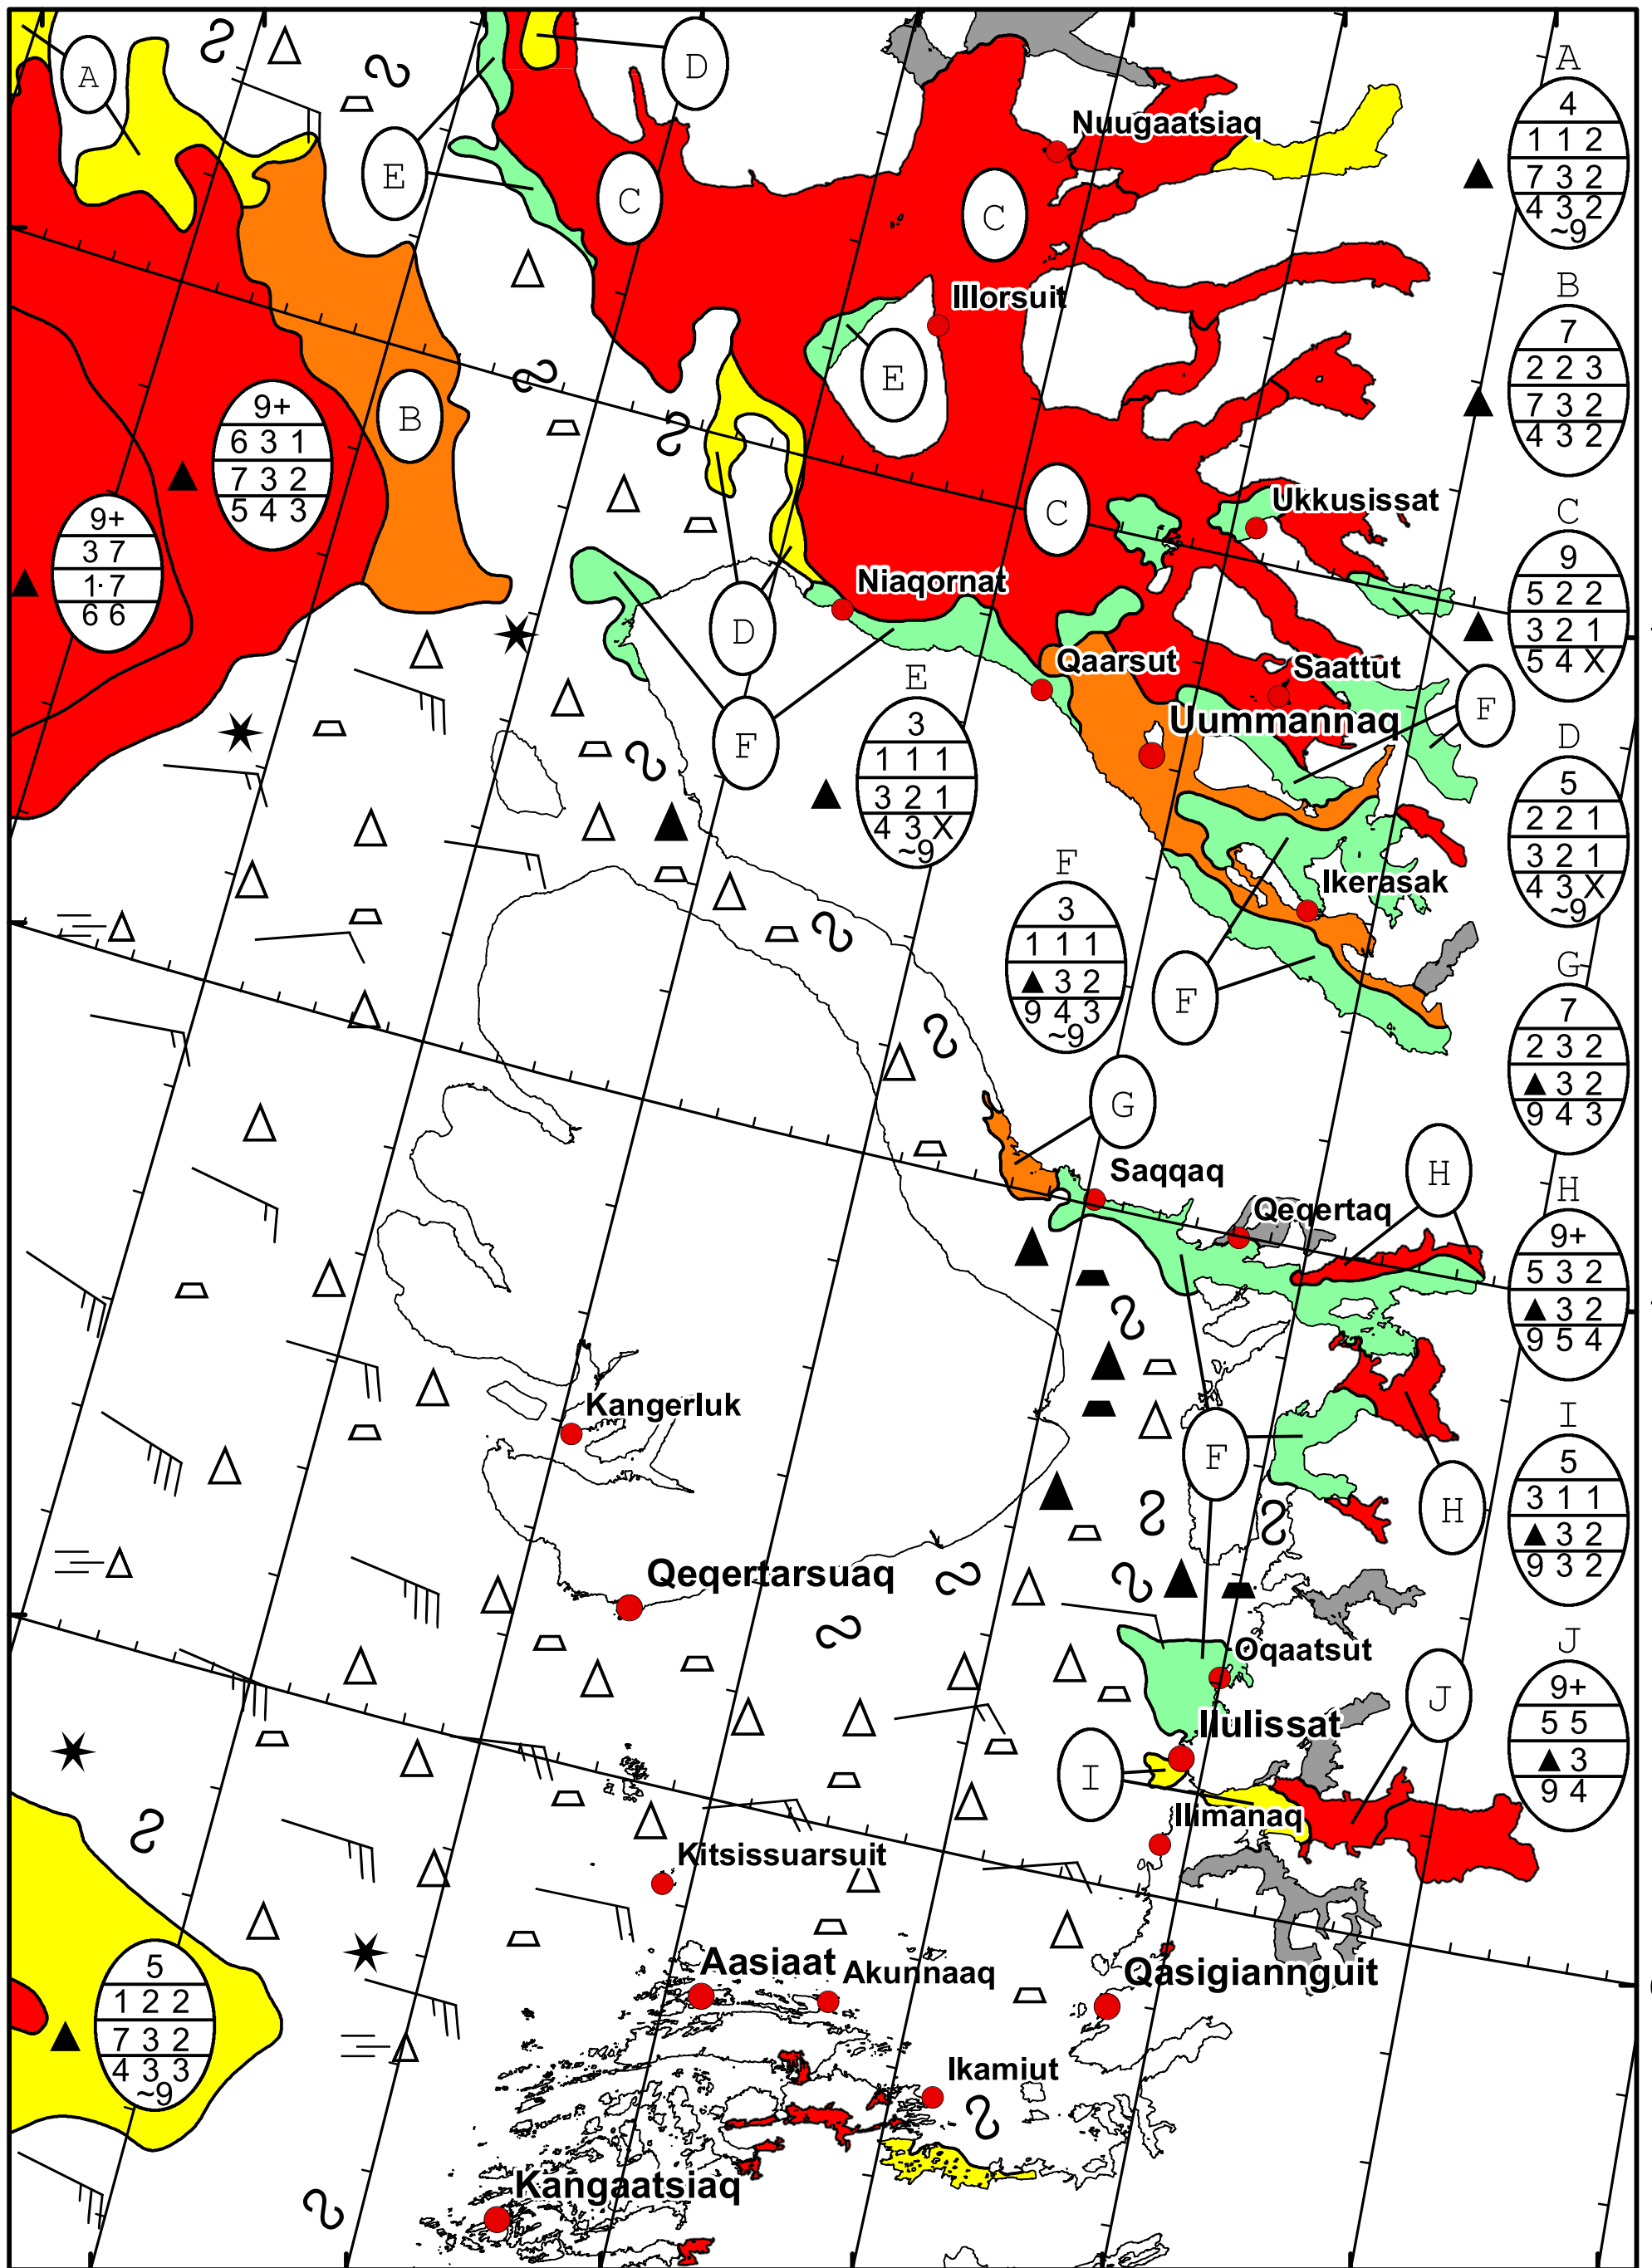 A
D
A
4
1 1 2
7 3 2
4 3 2
~9
Nuugaatsiaq
E
C
C
B
7
2 2 3
7 3 2
4 3 2
Illorsuit
E
B
9+
6 3 1
7 3 2
5 4 3
9+
3 7
1· 7
6 6
C
Ukkusissat
C
9
5 2 2
3 2 1
5 4 X
Niaqornat
D
Qaarsut
Saattut
F
Uummannaq
F
E
3
1 1 1
3 2 1
4 3 X
~9
D
5
2 2 1
3 2 1
4 3 X
~9
Ikerasak
F
3
1 1 1
3 2
9 4 3
~9
F
G
7
2 3 2
3 2
9 4 3
G
Saqqaq
H
Qeqertaq
H
9+
5 3 2
3 2
9 5 4
Kangerluk
F
H
I
5
3 1 1
3 2
9 3 2
Qeqertarsuaq
Oqaatsut
J
J
9+
5 5
3
9 4
Ilulissat
I
Ilimanaq
Kitsissuarsuit
5
1 2 2
7 3 2
4 3 3
~9
Aasiaat
Akunnaaq
Qasigiannguit
Ikamiut
Kangaatsiaq